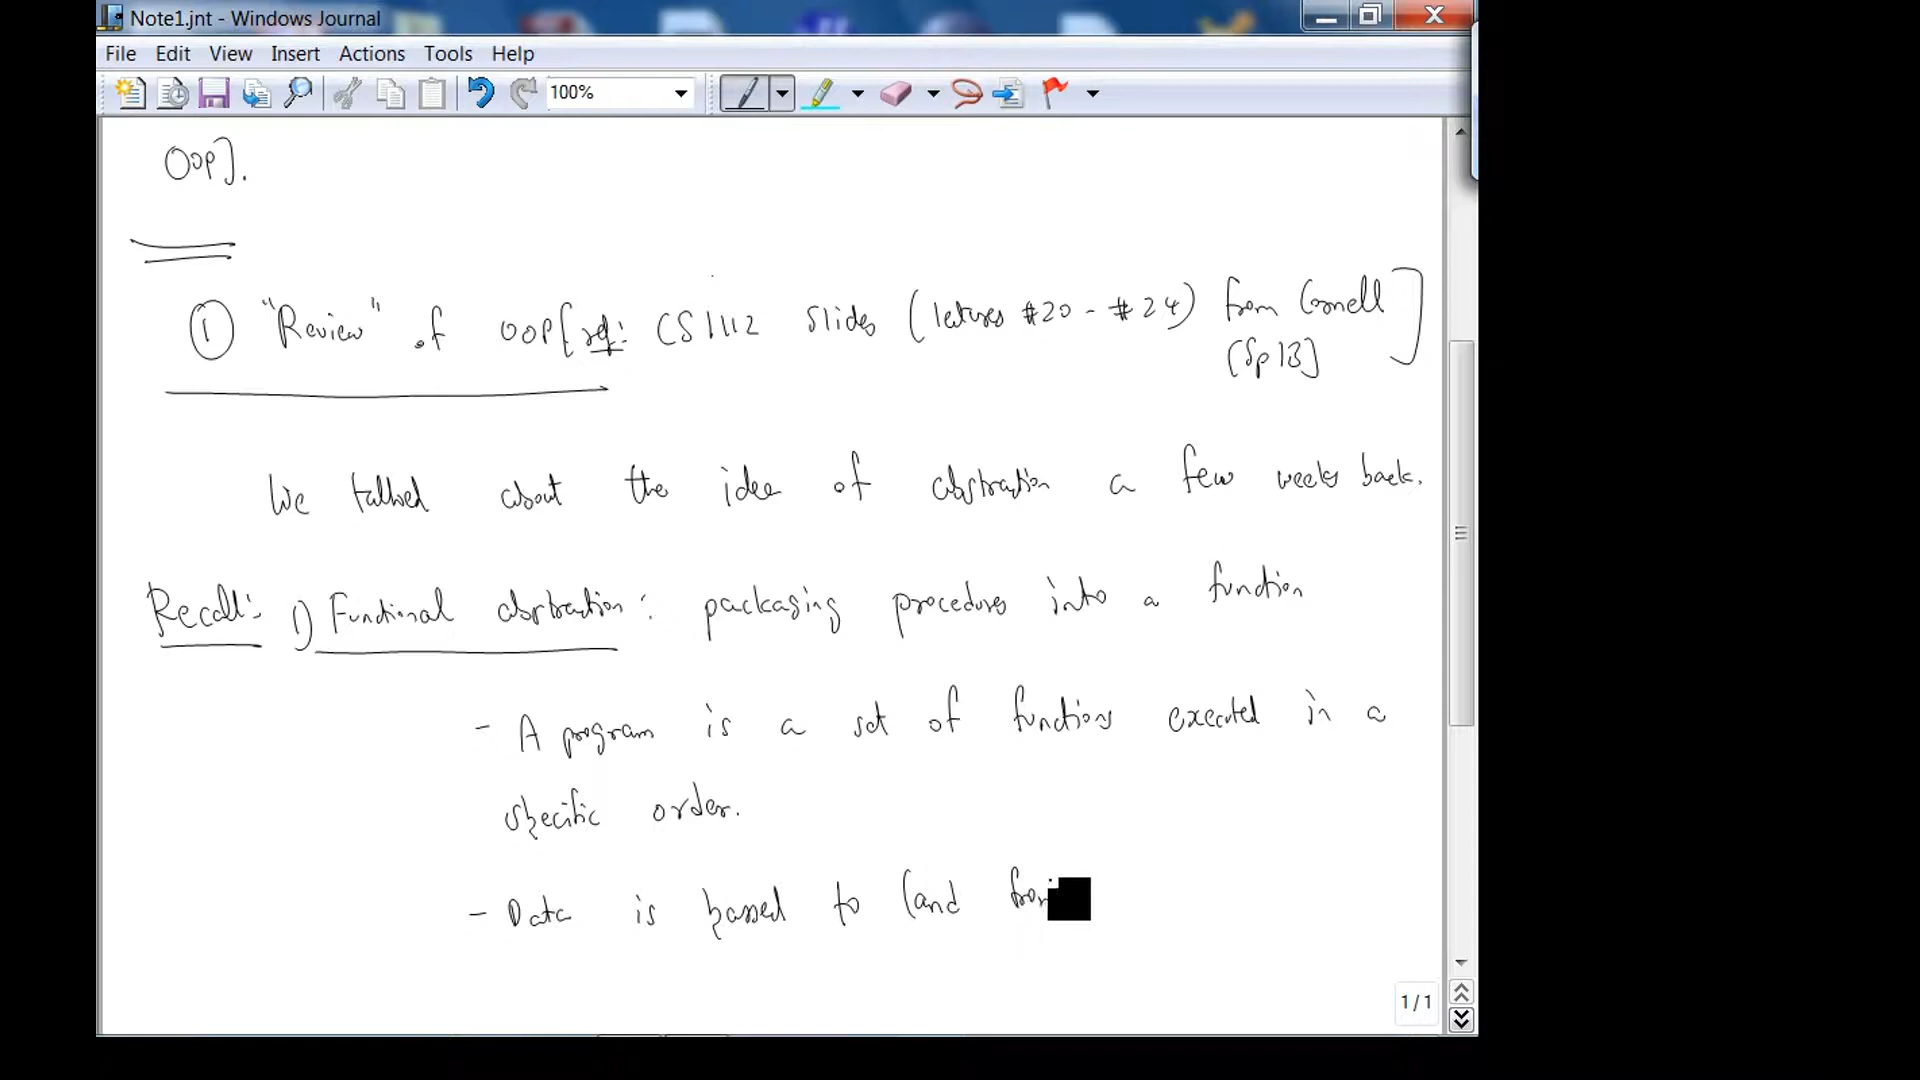 Note1.jnt - Windows Journal
File Edit View Insert Actions Tools Help
100%
OOP].
① "Review" of OOP [ref: CS1112 slides (lectures #20 - #24) from Cornell
(Sp 13)]
We talked about the idea of abstraction a few weeks back.
Recall: 1) Functional abstraction: packaging procedures into a function
- A program is a set of functions executed in a
specific order.
- Data is passed to (and from
1 / 1